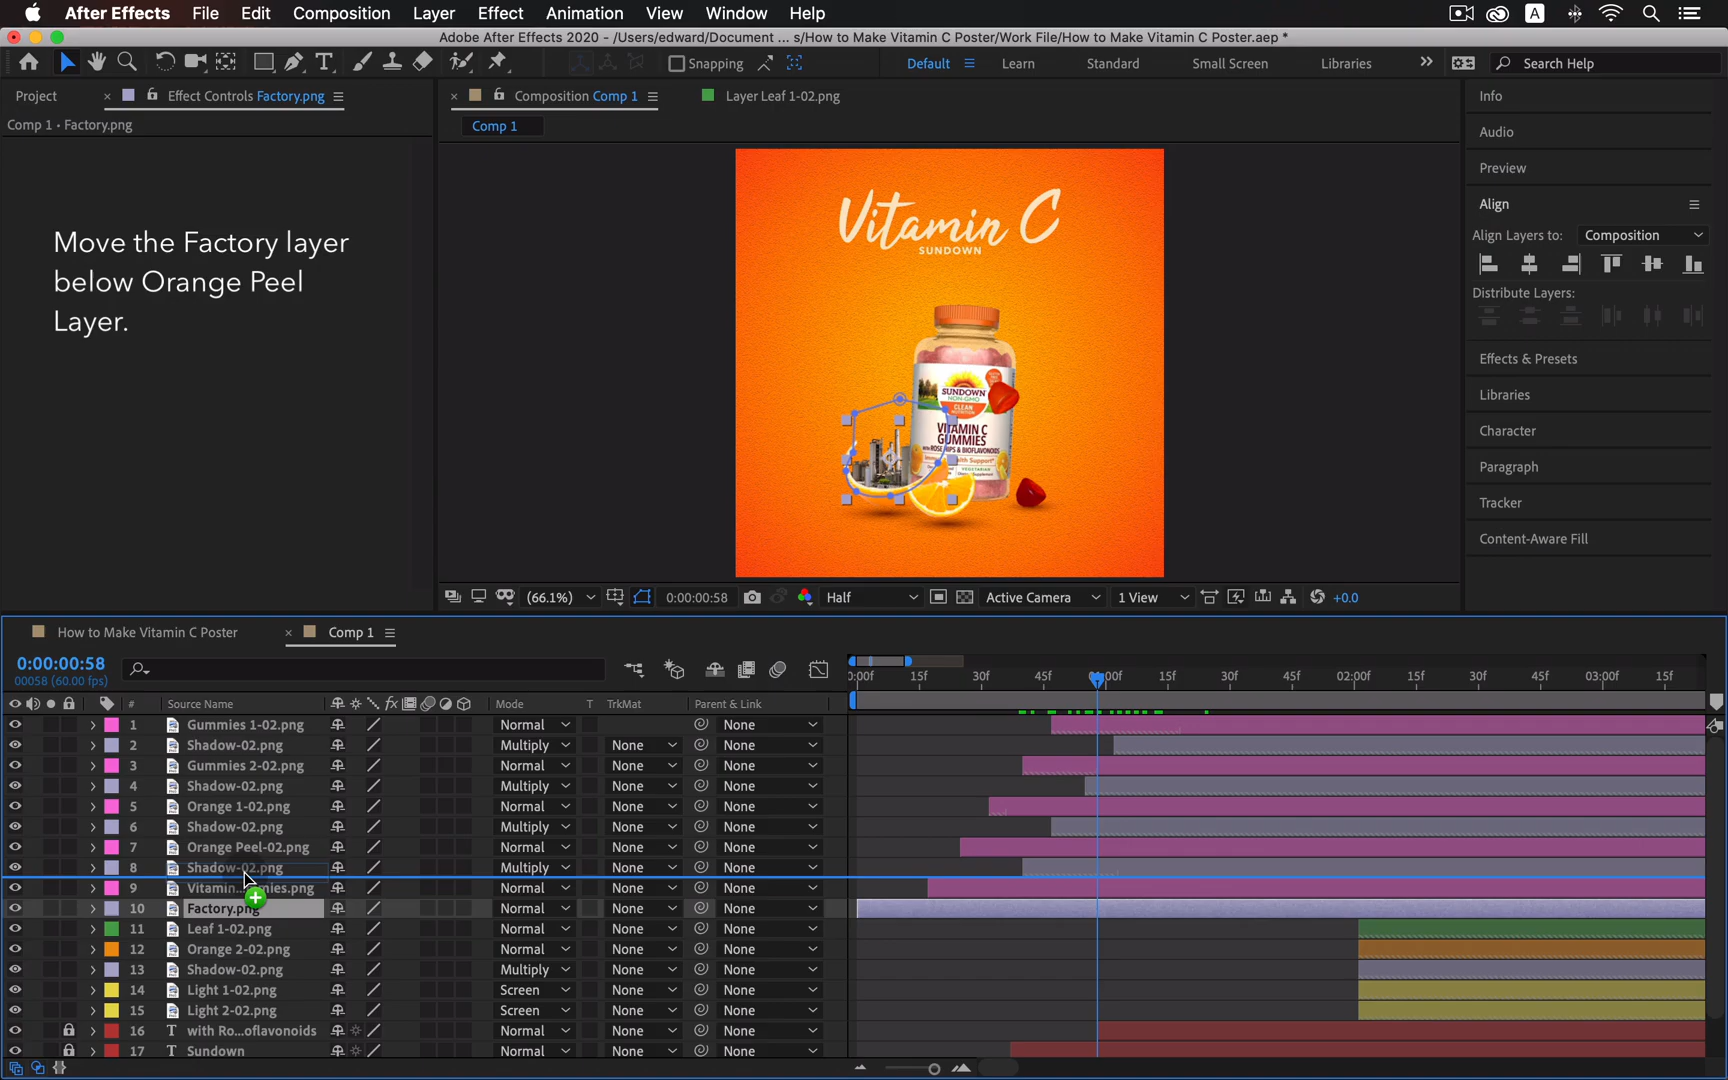 After Effects File Edit Composition Layer Effect Animation View Window Help
Adobe After Effects 2020 - /Users/edward/Document ... s/How to Make Vitamin C Poster/Work File/How to Make Vitamin C Poster.aep *
Snapping Default Learn Standard Small Screen Libraries Search Help
Project Effect Controls Factory.png
Comp 1 • Factory.png
Composition Comp 1 Layer Leaf 1-02.png
Comp 1
Move the Factory layer
below Orange Peel
Layer.
Vitamin C
SUNDOWN
SUNDOWN
NON-GMO
CLEAN
NUTRITION
VITAMIN C
GUMMIES
Info
Audio
Preview
Align
Align Layers to: Composition
Distribute Layers:
Effects & Presets
Libraries
Character
Paragraph
Tracker
Content-Aware Fill
(66.1%) 0:00:00:58 Half Active Camera 1 View +0.0
How to Make Vitamin C Poster Comp 1
0:00:00:58
00058 (60.00 fps)
0:00f 15f 30f 45f 00f 15f 30f 45f 02:00f 15f 30f 45f 03:00f 15f
# Source Name Mode T TrkMat Parent & Link
1 Gummies 1-02.png Normal None
2 Shadow-02.png Multiply None None
3 Gummies 2-02.png Normal None None
4 Shadow-02.png Multiply None None
5 Orange 1-02.png Normal None None
6 Shadow-02.png Multiply None None
7 Orange Peel-02.png Normal None None
8 Shadow-02.png Multiply None None
9 Normal None None
10 Factory.png Normal None None
11 Leaf 1-02.png Normal None None
12 Orange 2-02.png Normal None None
13 Shadow-02.png Multiply None None
14 Light 1-02.png Screen None None
15 Light 2-02.png Screen None None
16 T with Ro...oflavonoids Normal None None
17 T Sundown Normal None None